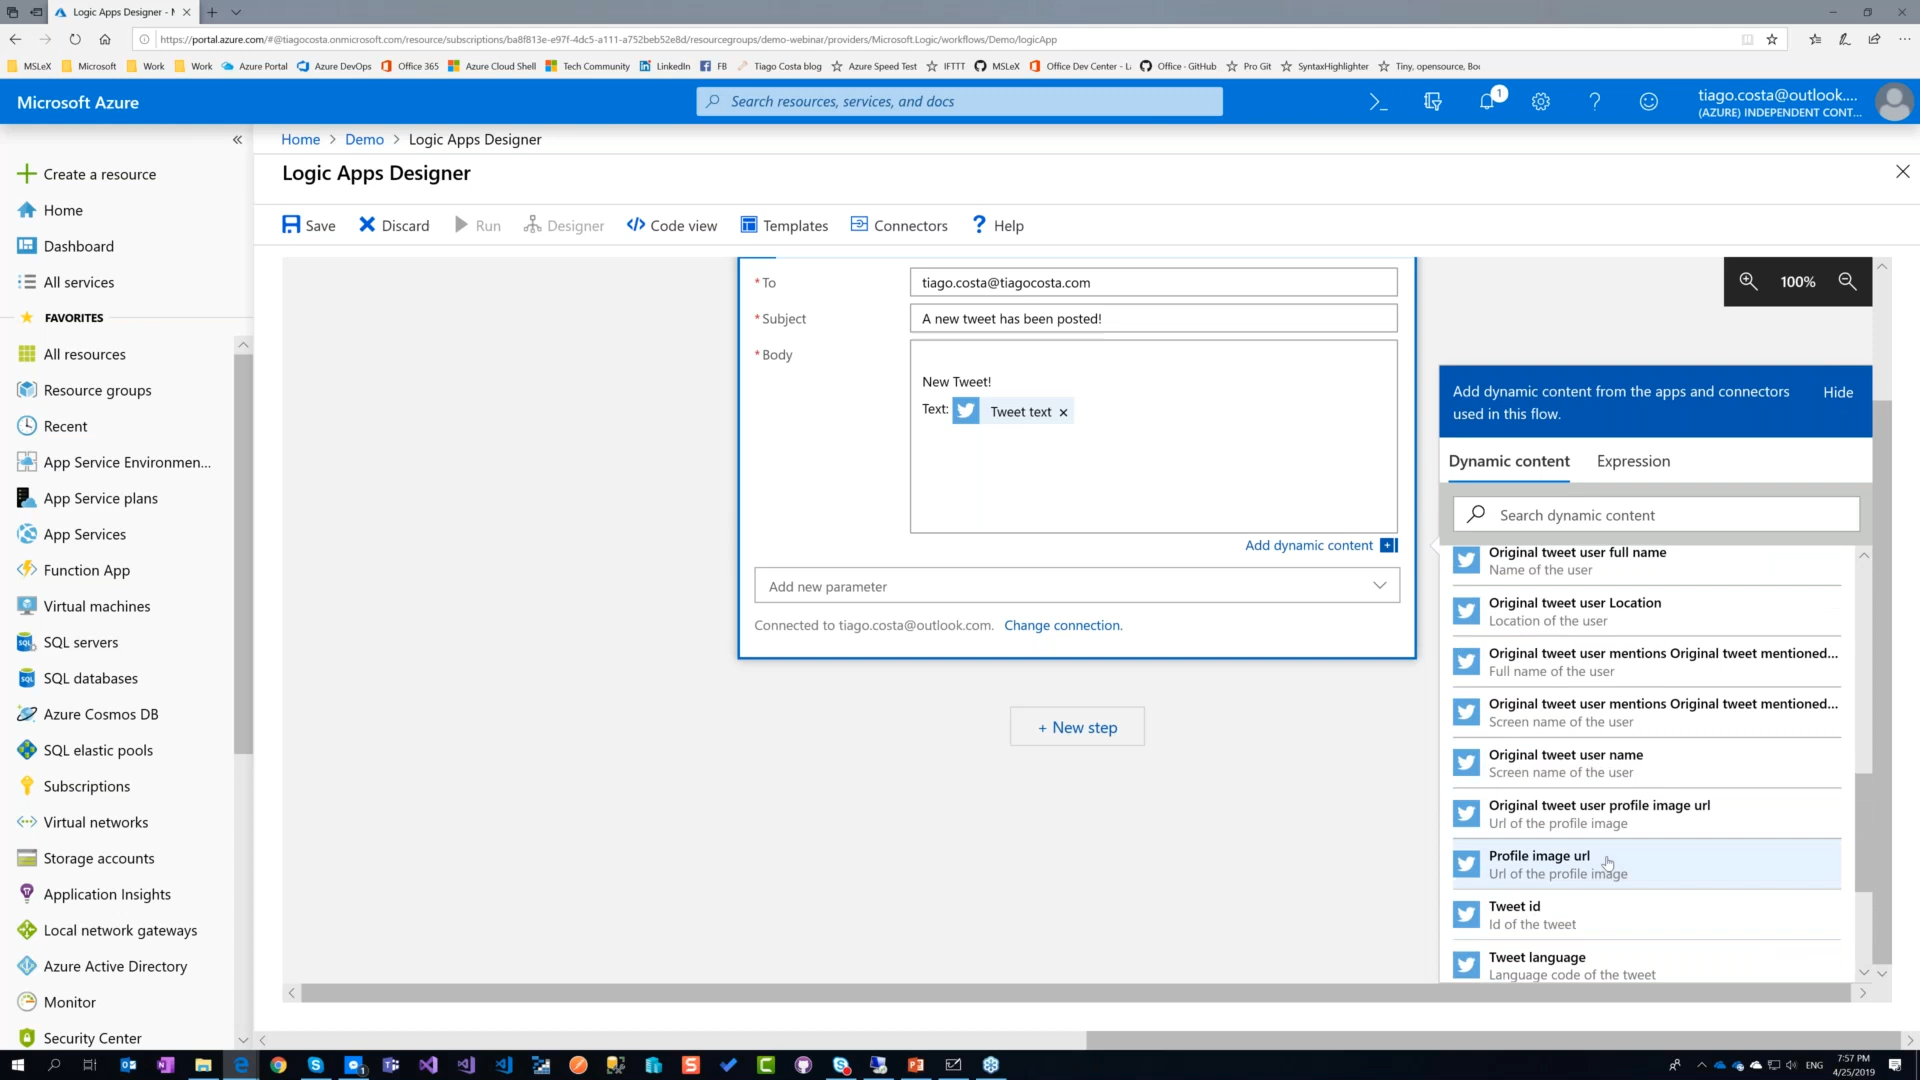 Logic Apps Designer - M
https://portal.azure.com/#@tiagocosta.onmicrosoft.com/resource/subscriptions/ba8f813e-e97f-4dc5-a111-a752beb52e8d/resourcegroups/demo-webinar/providers/Microsoft.Logic/workflows/Demo/logicApp
MSLeX Microsoft Work Work Azure Portal Azure DevOps Office 365 Azure Cloud Shell Tech Community LinkedIn FB Tiago Costa blog Azure Speed Test IFTTT MSLeX Office Dev Center - L Office · GitHub Pro Git SyntaxHighlighter Tiny, opensource, Boo
Microsoft Azure
Search resources, services, and docs
1
tiago.costa@outlook....
(AZURE) INDEPENDENT CONT...
Home > Demo > Logic Apps Designer
Logic Apps Designer
Save Discard Run Designer Code view Templates Connectors Help
Create a resource
Home
Dashboard
All services
FAVORITES
All resources
Resource groups
Recent
App Service Environmen...
App Service plans
App Services
Function App
Virtual machines
SQL servers
SQL databases
Azure Cosmos DB
SQL elastic pools
Subscriptions
Virtual networks
Storage accounts
Application Insights
Local network gateways
Azure Active Directory
Monitor
Security Center
* To
tiago.costa@tiagocosta.com
* Subject
A new tweet has been posted!
* Body
New Tweet!
Text: Tweet text ×
Add dynamic content
Add new parameter
Connected to tiago.costa@outlook.com. Change connection.
+ New step
100%
Add dynamic content from the apps and connectors used in this flow.
Hide
Dynamic content Expression
Search dynamic content
Original tweet user full name
Name of the user
Original tweet user Location
Location of the user
Original tweet user mentions Original tweet mentioned...
Full name of the user
Original tweet user mentions Original tweet mentioned...
Screen name of the user
Original tweet user name
Screen name of the user
Original tweet user profile image url
Url of the profile image
Profile image url
Url of the profile image
Tweet id
Id of the tweet
Tweet language
Language code of the tweet
ENG
7:57 PM
4/25/2019